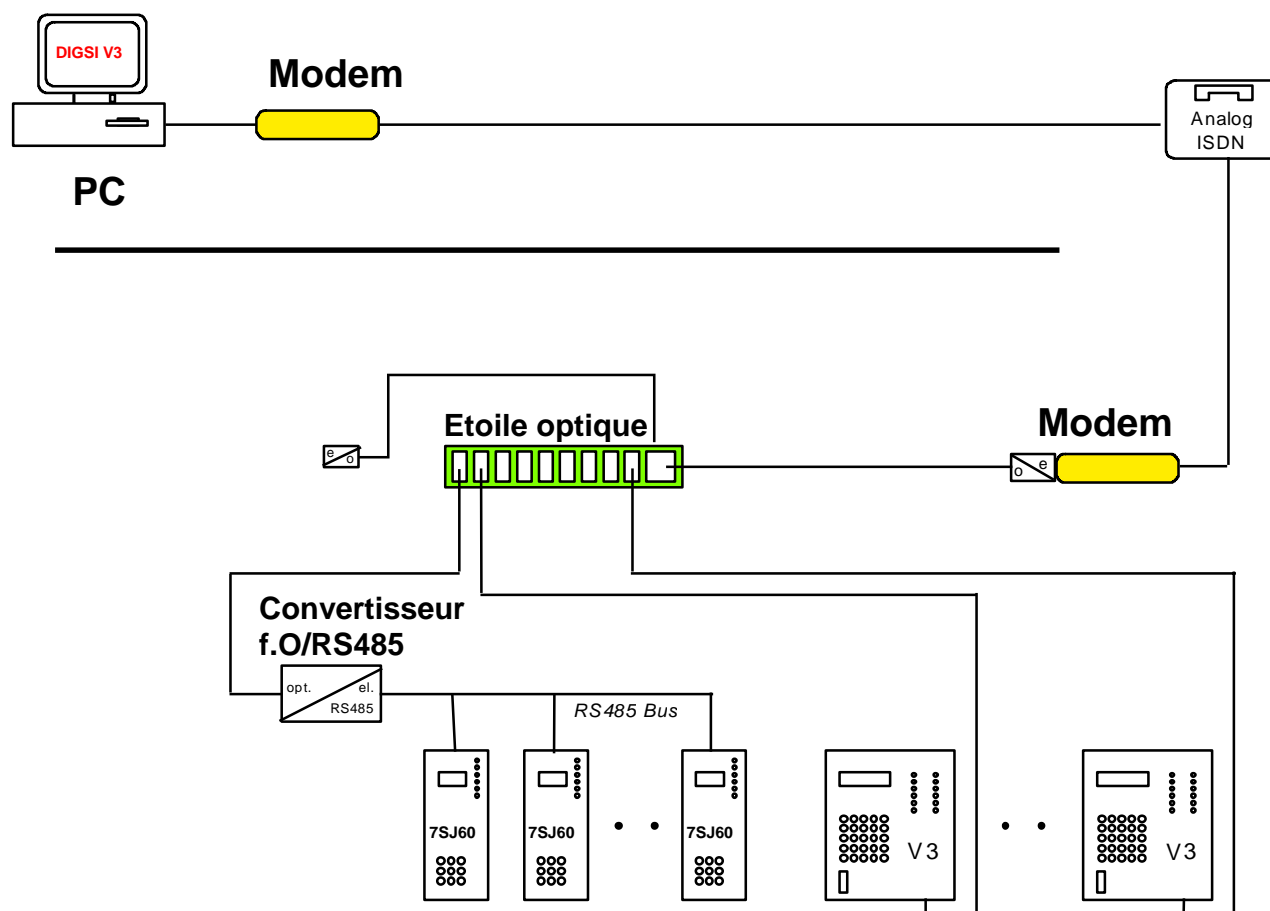 DIGSI V3
Modem
Analog
ISDN
PC
Etoile optique
Modem
e
o
o
e
Convertisseur
f.O/RS485
opt.
el.
RS485
RS485 Bus
7SJ60
7SJ60
7SJ60
V3
V3